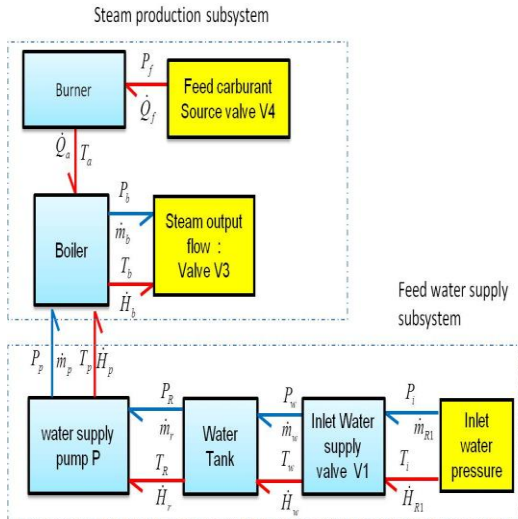 Steam production subsystem
Burner
P_f
Q̇_f
Feed carburant
Source valve V4
Q̇_a
T_a
Boiler
P_b
ṁ_b
T_b
Ḣ_b
Steam output
flow :
Valve V3
Feed water supply
subsystem
P_p
ṁ_p
T_p
Ḣ_p
water supply
pump P
P_R
ṁ_r
T_R
Ḣ_r
Water
Tank
P_w
ṁ_w
T_w
Ḣ_w
Inlet Water
supply
valve V1
P_i
ṁ_R1
T_i
Ḣ_R1
Inlet
water
pressure